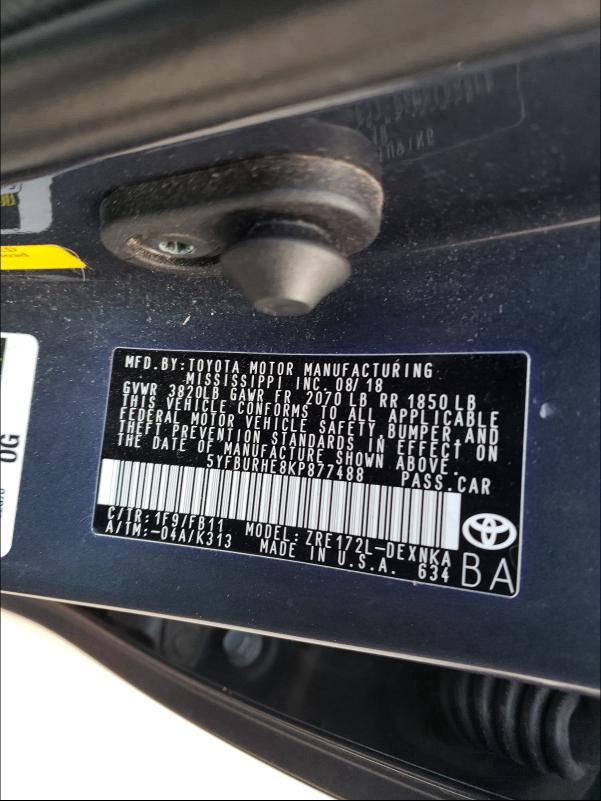 MFD.BY:TOYOTA MOTOR MANUFACTURING
MISSISSIPPI INC. 08/18
GVWR 3820LB GAWR FR 2070 LB RR 1850 LB
THIS VEHICLE CONFORMS TO ALL APPLICABLE
FEDERAL MOTOR VEHICLE SAFETY, BUMPER, AND
THEFT PREVENTION STANDARDS IN EFFECT ON
THE DATE OF MANUFACTURE SHOWN ABOVE.
5YFBURHE8KP877488 PASS.CAR
C/TR:1F9/FB11 MODEL:ZRE172L-DEXNKA
A/TM:-04A/K313 MADE IN U.S.A. 634 BA
OG